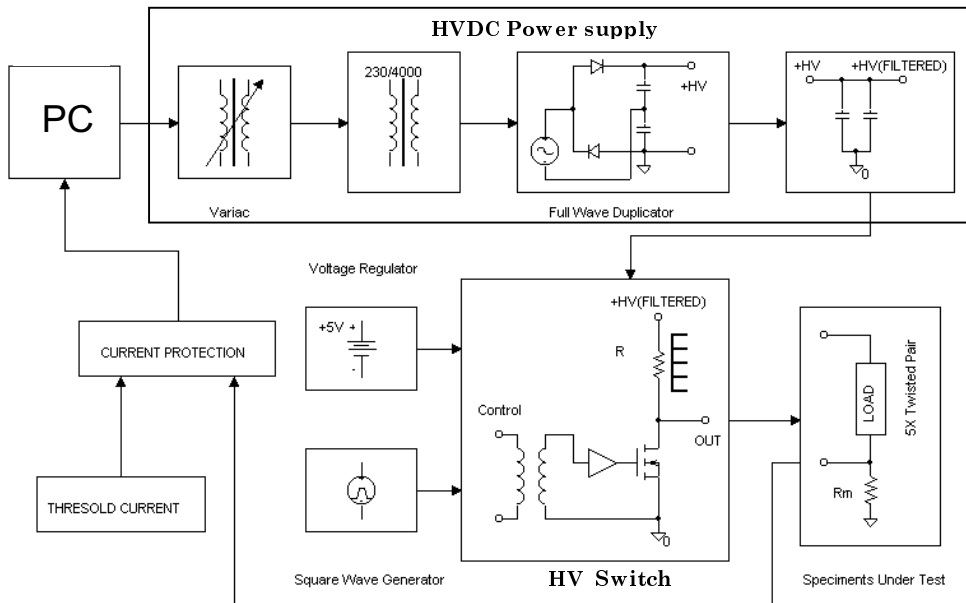 HVDC Power supply
PC
230/4000
+HV
+HV
+HV(FILTERED)
0
Variac
Full Wave Duplicator
Voltage Regulator
+5V +
-
+HV(FILTERED)
R
CURRENT PROTECTION
Control
OUT
LOAD
5X Twisted Pair
Rm
THRESOLD CURRENT
0
Square Wave Generator
HV Switch
Speciments Under Test